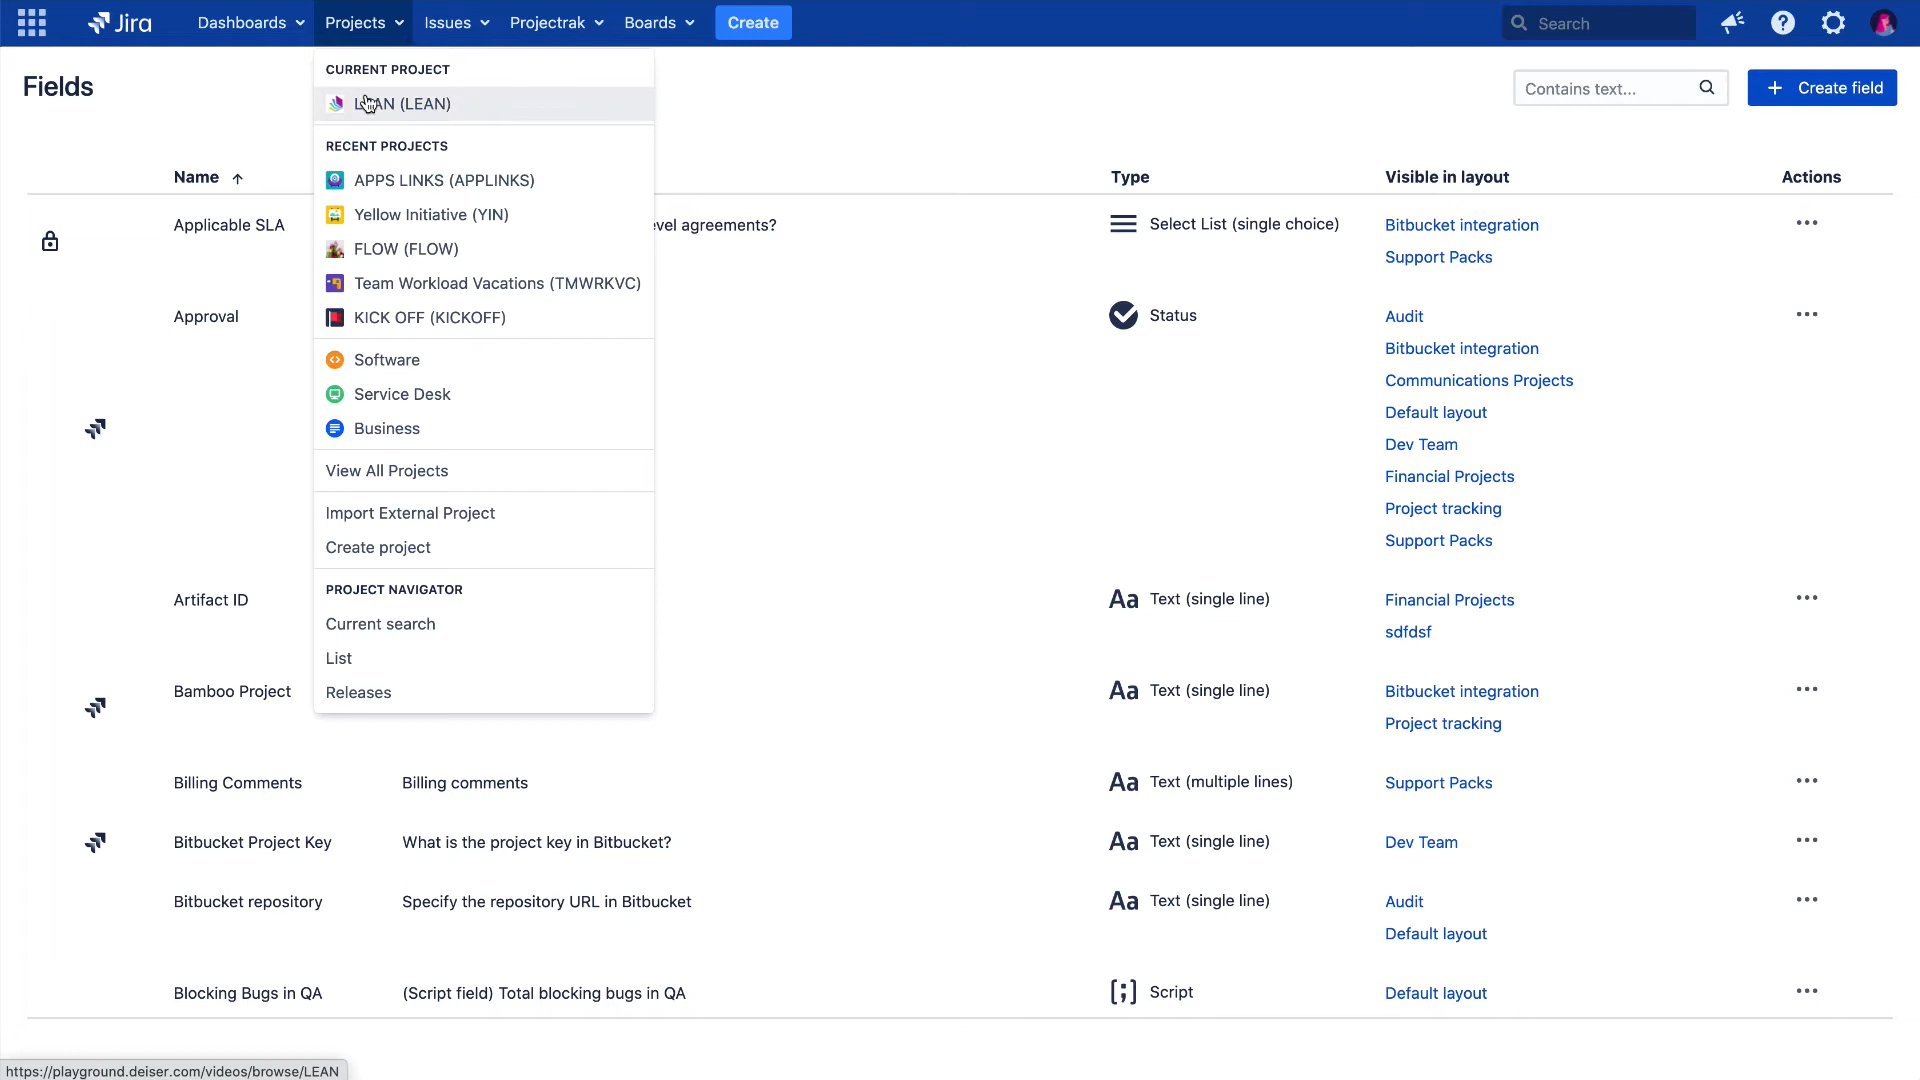 Jira Dashboards Projects Issues Projectrak Boards Create Search
CURRENT PROJECT
Fields
Contains text...
Create field
LEAN (LEAN)
RECENT PROJECTS
Name Type Visible in layout Actions
APPS LINKS (APPLINKS)
Yellow Initiative (YIN)
FLOW (FLOW)
Team Workload Vacations (TMWRKVC)
KICK OFF (KICKOFF)
Software
Service Desk
Business
View All Projects
Import External Project
Create project
PROJECT NAVIGATOR
Current search
List
Releases
Applicable SLA agreements? Select List (single choice) Bitbucket integration
Support Packs
Approval Status Audit
Bitbucket integration
Communications Projects
Default layout
Dev Team
Financial Projects
Project tracking
Support Packs
Artifact ID Aa Text (single line) Financial Projects
sdfdsf
Bamboo Project Aa Text (single line) Bitbucket integration
Project tracking
Billing Comments Billing comments Aa Text (multiple lines) Support Packs
Bitbucket Project Key What is the project key in Bitbucket? Aa Text (single line) Dev Team
Bitbucket repository Specify the repository URL in Bitbucket Aa Text (single line) Audit
Default layout
Blocking Bugs in QA (Script field) Total blocking bugs in QA [;] Script Default layout
https://playground.deiser.com/videos/browse/LEAN